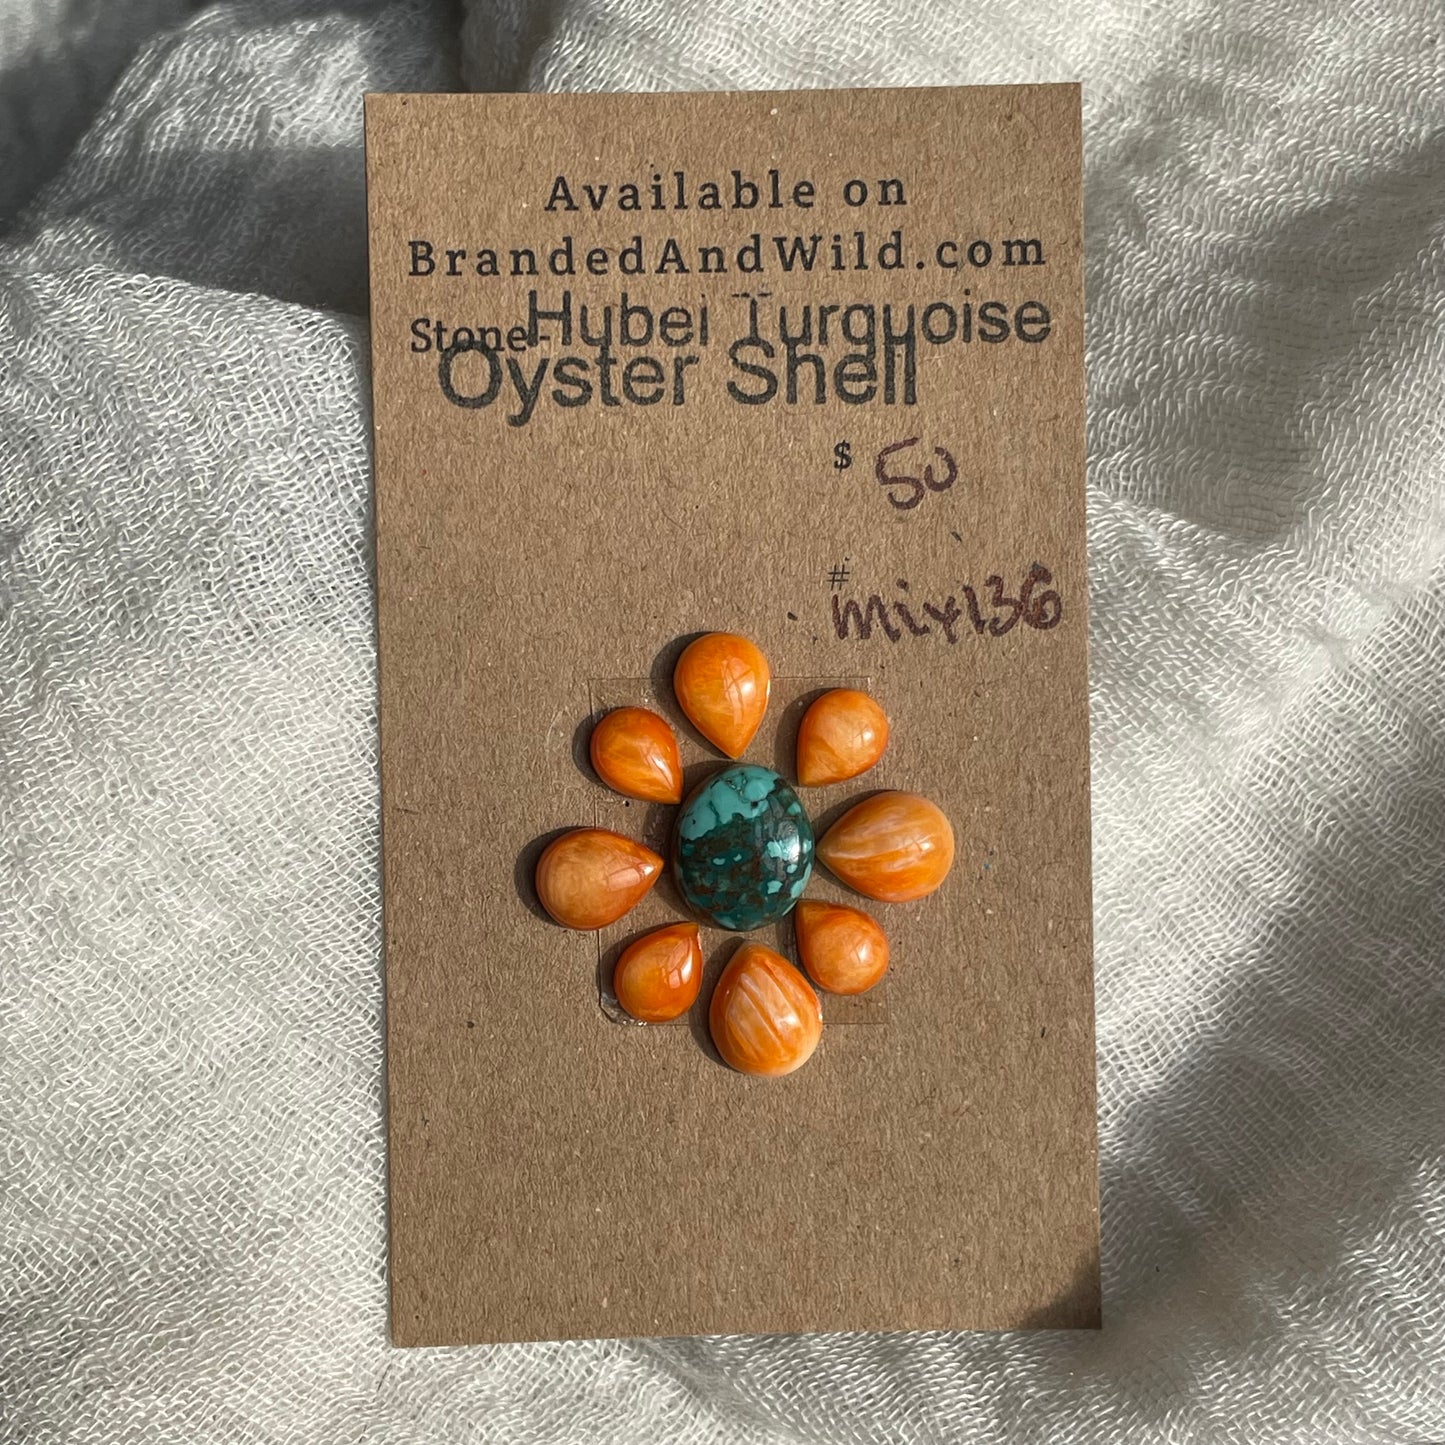 Available on
BrandedAndWild.com
Stone- Hubei Turquoise
Oyster Shell
$ 50
#
mix136